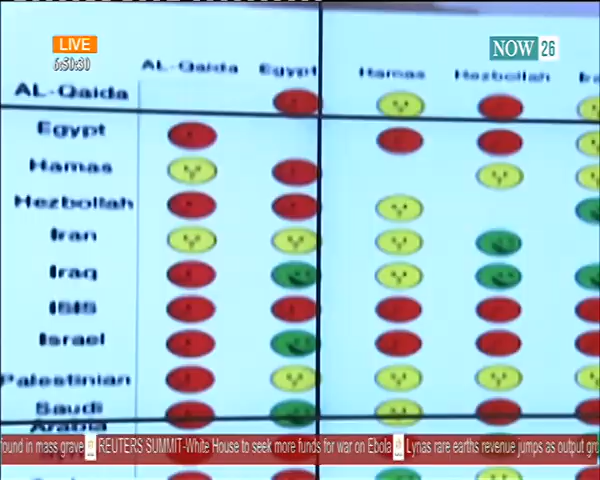 LIVE
6:50:30
NOW 26
AL-Qaida Egypt Hamas Hezbollah
AL-Qaida
Egypt
Hamas
Hezbollah
Iran
Iraq
ISIS
Israel
Palestinian
Saudi
Arabia
found in mass grave REUTERS SUMMIT-White House to seek more funds for war on Ebola Lynas rare earths revenue jumps as output